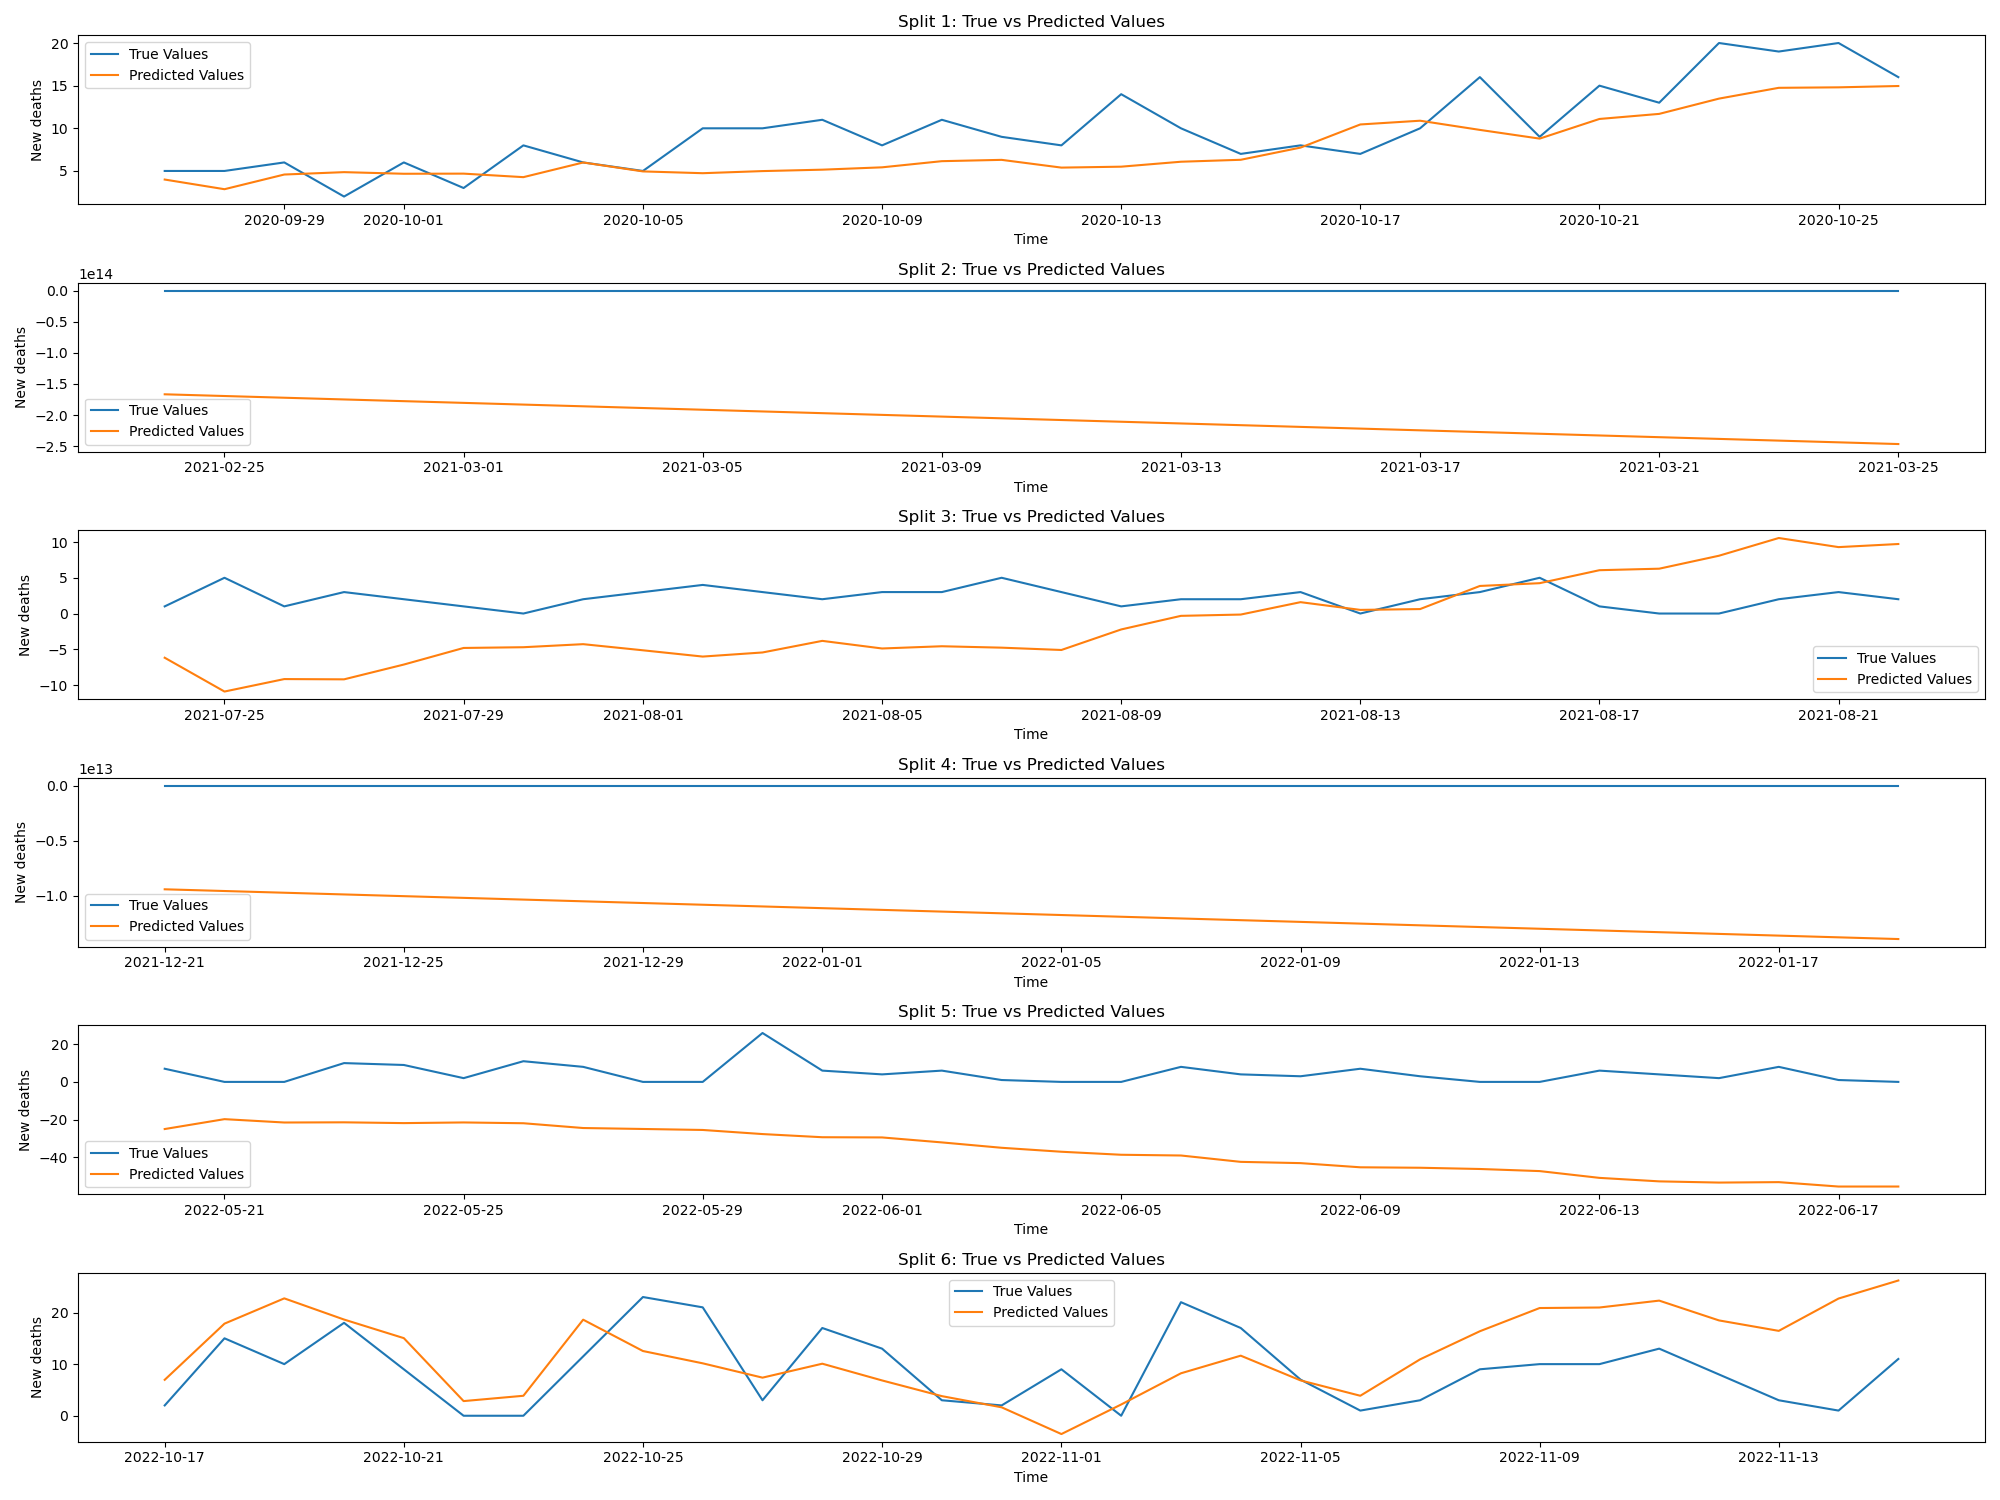 Split 1: True vs Predicted Values
True Values
Predicted Values
New deaths
20
15
10
5
2020-09-29 2020-10-01 2020-10-05 2020-10-09 2020-10-13 2020-10-17 2020-10-21 2020-10-25
Time
1e14
Split 2: True vs Predicted Values
New deaths
0.0
−0.5
−1.0
−1.5
−2.0
−2.5
True Values
Predicted Values
2021-02-25 2021-03-01 2021-03-05 2021-03-09 2021-03-13 2021-03-17 2021-03-21 2021-03-25
Time
Split 3: True vs Predicted Values
New deaths
10
5
0
−5
−10
True Values
Predicted Values
2021-07-25 2021-07-29 2021-08-01 2021-08-05 2021-08-09 2021-08-13 2021-08-17 2021-08-21
Time
1e13
Split 4: True vs Predicted Values
New deaths
0.0
−0.5
−1.0
True Values
Predicted Values
2021-12-21 2021-12-25 2021-12-29 2022-01-01 2022-01-05 2022-01-09 2022-01-13 2022-01-17
Time
Split 5: True vs Predicted Values
New deaths
20
0
−20
−40
True Values
Predicted Values
2022-05-21 2022-05-25 2022-05-29 2022-06-01 2022-06-05 2022-06-09 2022-06-13 2022-06-17
Time
Split 6: True vs Predicted Values
New deaths
20
10
0
True Values
Predicted Values
2022-10-17 2022-10-21 2022-10-25 2022-10-29 2022-11-01 2022-11-05 2022-11-09 2022-11-13
Time